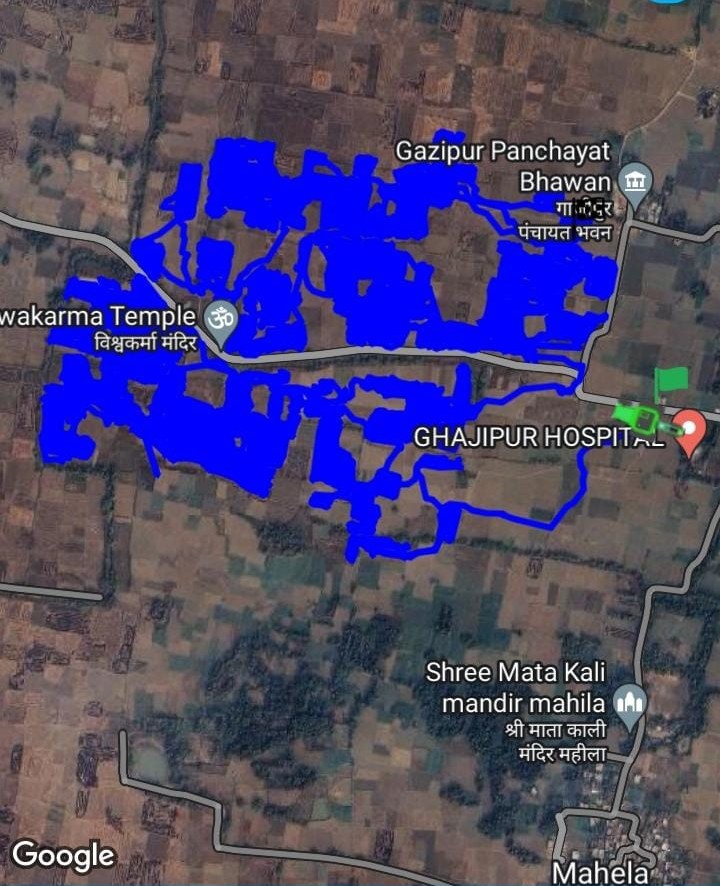 Gazipur Panchayat
Bhawan
पंचायत भवन
wakarma Temple
विश्वकर्मा मंदिर
GHAJIPUR HOSPITAL
Shree Mata Kali
mandir mahila
श्री माता काली
मंदिर महीला
Google
Mahela